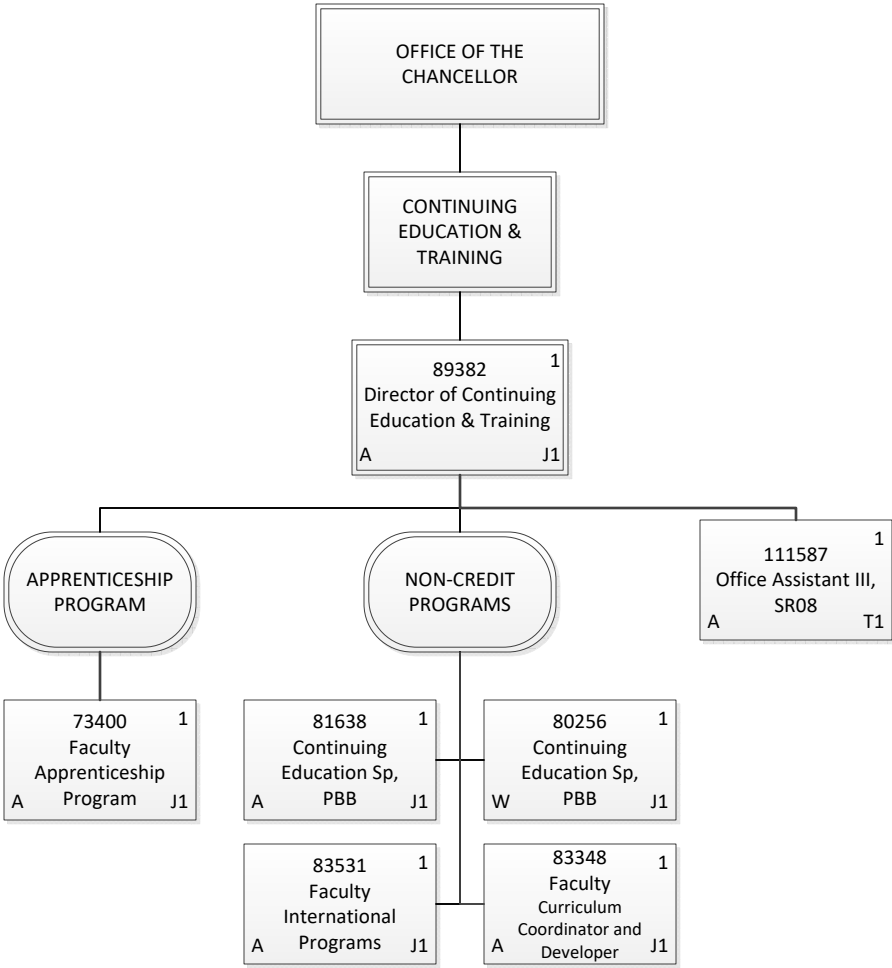 OFFICE OF THE
CHANCELLOR
CONTINUING
EDUCATION &
TRAINING
89382 1
Director of Continuing
Education & Training
A J1
APPRENTICESHIP
PROGRAM
NON-CREDIT
PROGRAMS
111587 1
Office Assistant III,
SR08
A T1
73400 1
Faculty
Apprenticeship
Program
A J1
81638 1
Continuing
Education Sp,
PBB
A J1
80256 1
Continuing
Education Sp,
PBB
W J1
83531 1
Faculty
International
Programs
A J1
83348 1
Faculty
Curriculum
Coordinator and
Developer
A J1